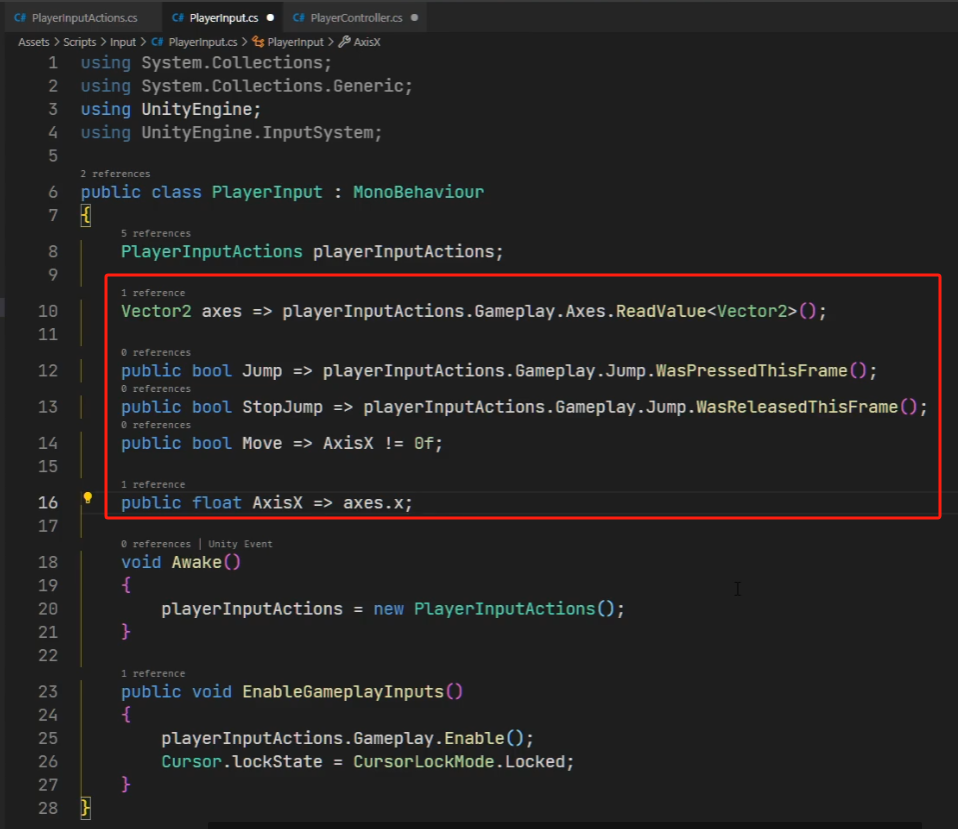 C# PlayerInputActions.cs C# PlayerInput.cs ● C# PlayerController.cs ●
Assets > Scripts > Input > C# PlayerInput.cs > PlayerInput > AxisX
1 using System.Collections;
2 using System.Collections.Generic;
3 using UnityEngine;
4 using UnityEngine.InputSystem;
5
2 references
6 public class PlayerInput : MonoBehaviour
7 {
5 references
8 PlayerInputActions playerInputActions;
9
1 reference
10 Vector2 axes => playerInputActions.Gameplay.Axes.ReadValue<Vector2>();
11
0 references
12 public bool Jump => playerInputActions.Gameplay.Jump.WasPressedThisFrame();
0 references
13 public bool StopJump => playerInputActions.Gameplay.Jump.WasReleasedThisFrame();
0 references
14 public bool Move => AxisX != 0f;
15
1 reference
16 public float AxisX => axes.x;
17
0 references | Unity Event
18 void Awake()
19 {
20 playerInputActions = new PlayerInputActions();
21 }
22
1 reference
23 public void EnableGameplayInputs()
24 {
25 playerInputActions.Gameplay.Enable();
26 Cursor.lockState = CursorLockMode.Locked;
27 }
28 }